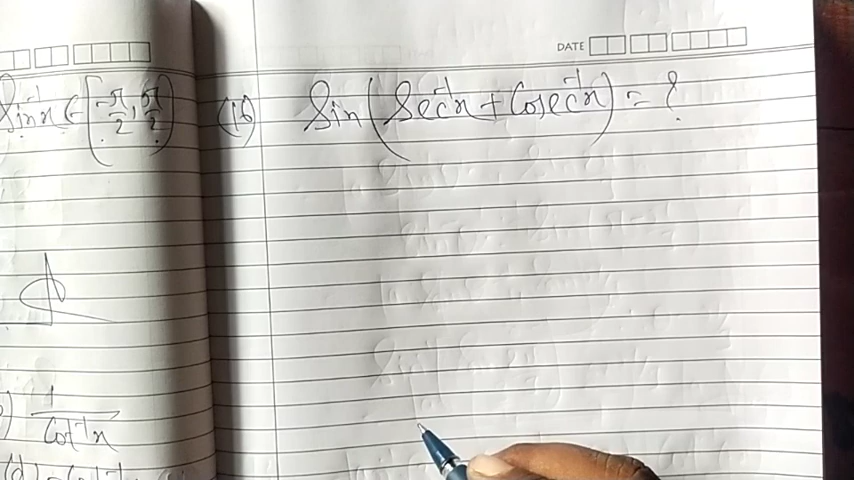 DATE
Sin⁻¹x ∈ [-π/2, π/2]
(16) Sin(Sec⁻¹x + Cosec⁻¹x) = ?
1/Cot⁻¹x
(d)